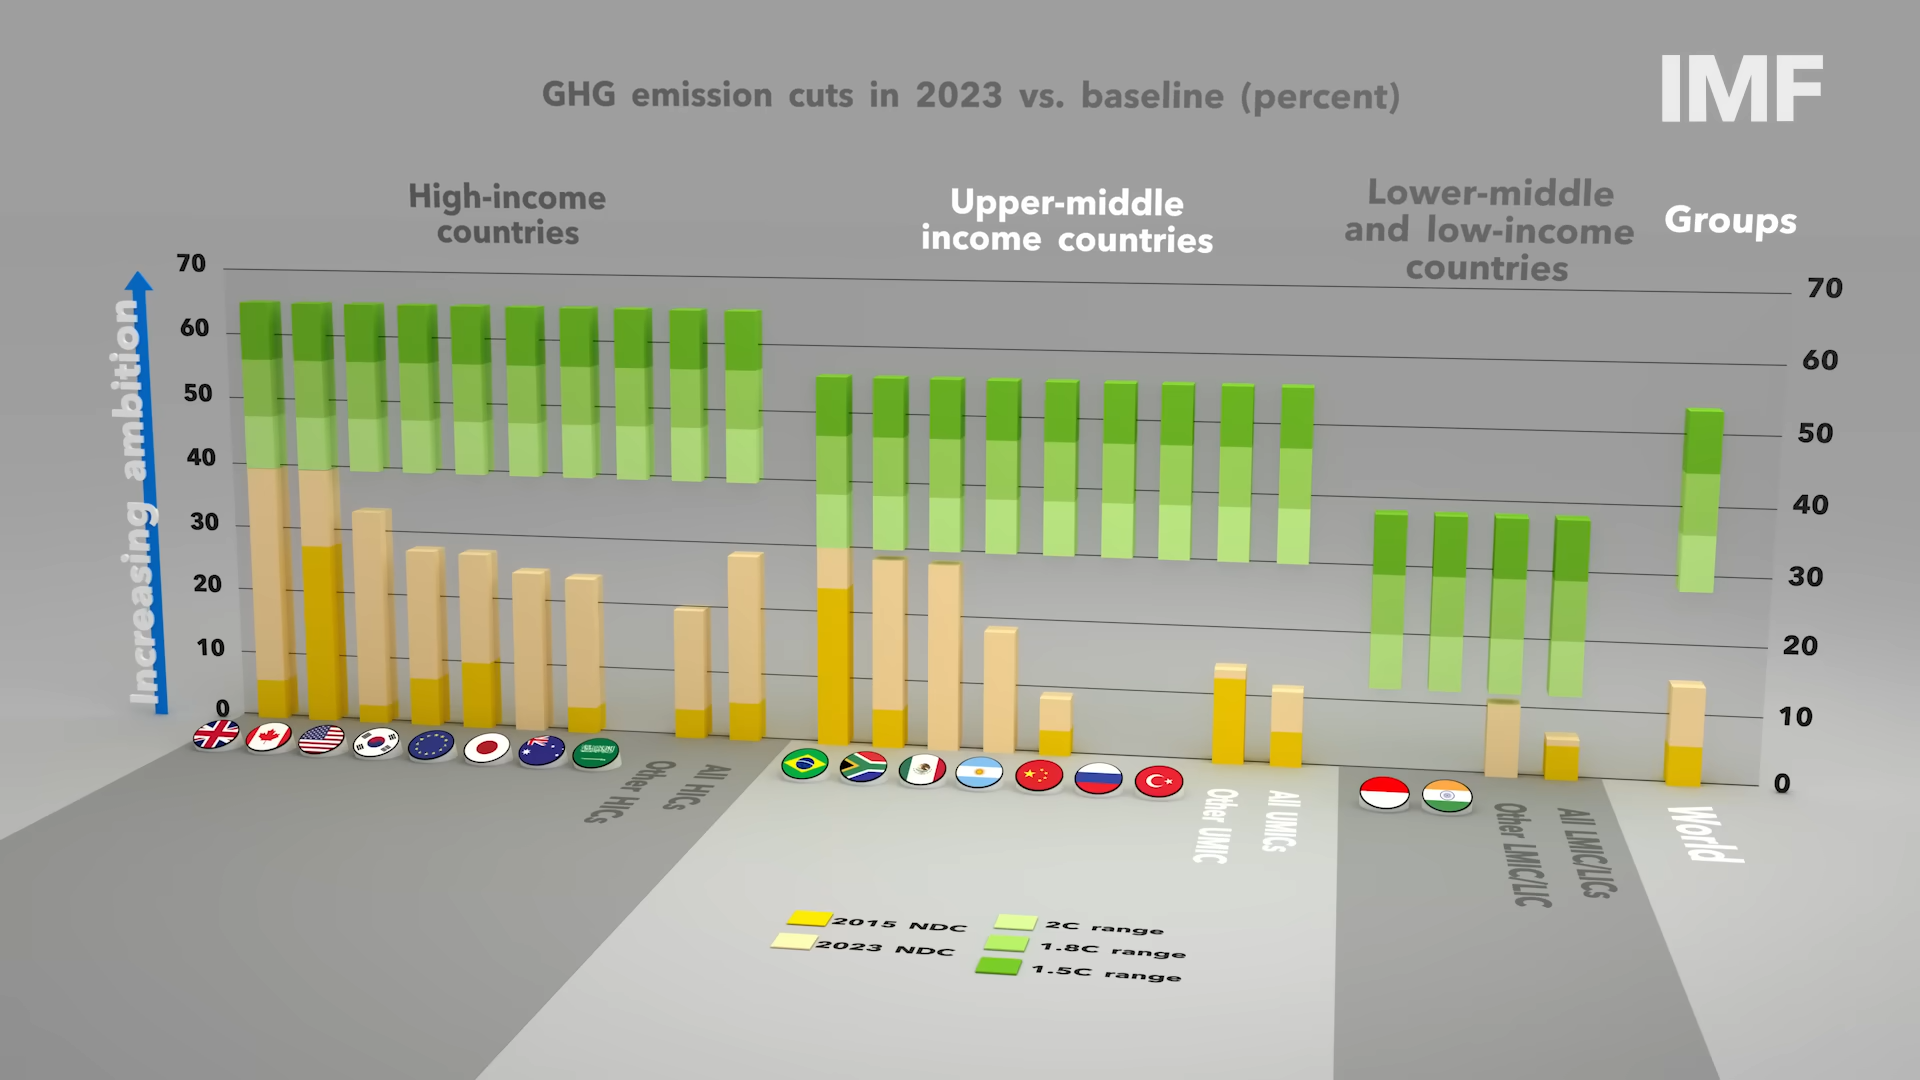 GHG emission cuts in 2023 vs. baseline (percent)
IMF
High-income
countries
Upper-middle
income countries
Lower-middle
and low-income
countries
Groups
Increasing ambition
70
60
50
40
30
20
10
0
70
60
50
40
30
20
10
0
Other HICs
All HICs
Other UMIC
All UMICs
Other LMIC/LIC
All LMIC/LICs
World
2015 NDC
2023 NDC
2C range
1.8C range
1.5C range